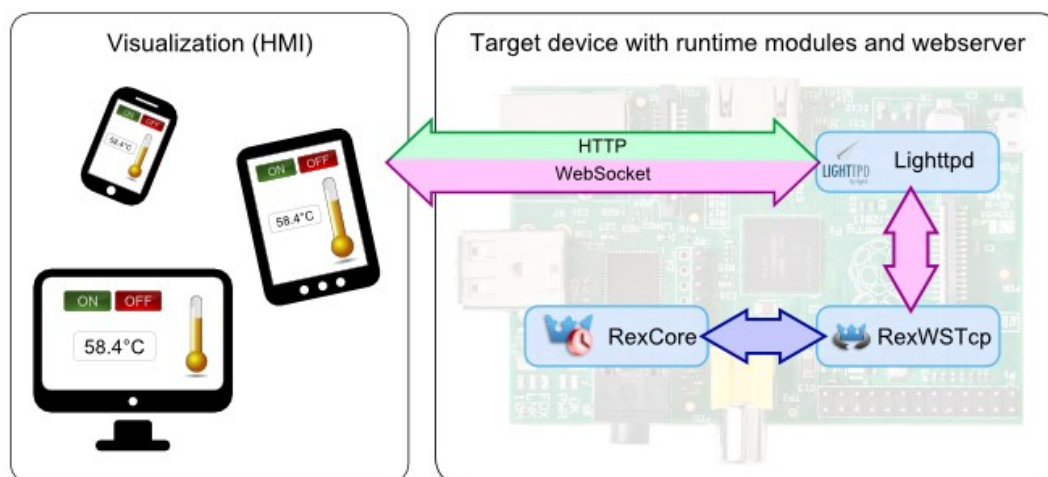 Visualization (HMI)
ON OFF
58.4°C
ON OFF
58.4°C
ON OFF
58.4°C
Target device with runtime modules and webserver
HTTP
WebSocket
LIGHTTPD
Lighttpd
RexCore
RexWSTcp